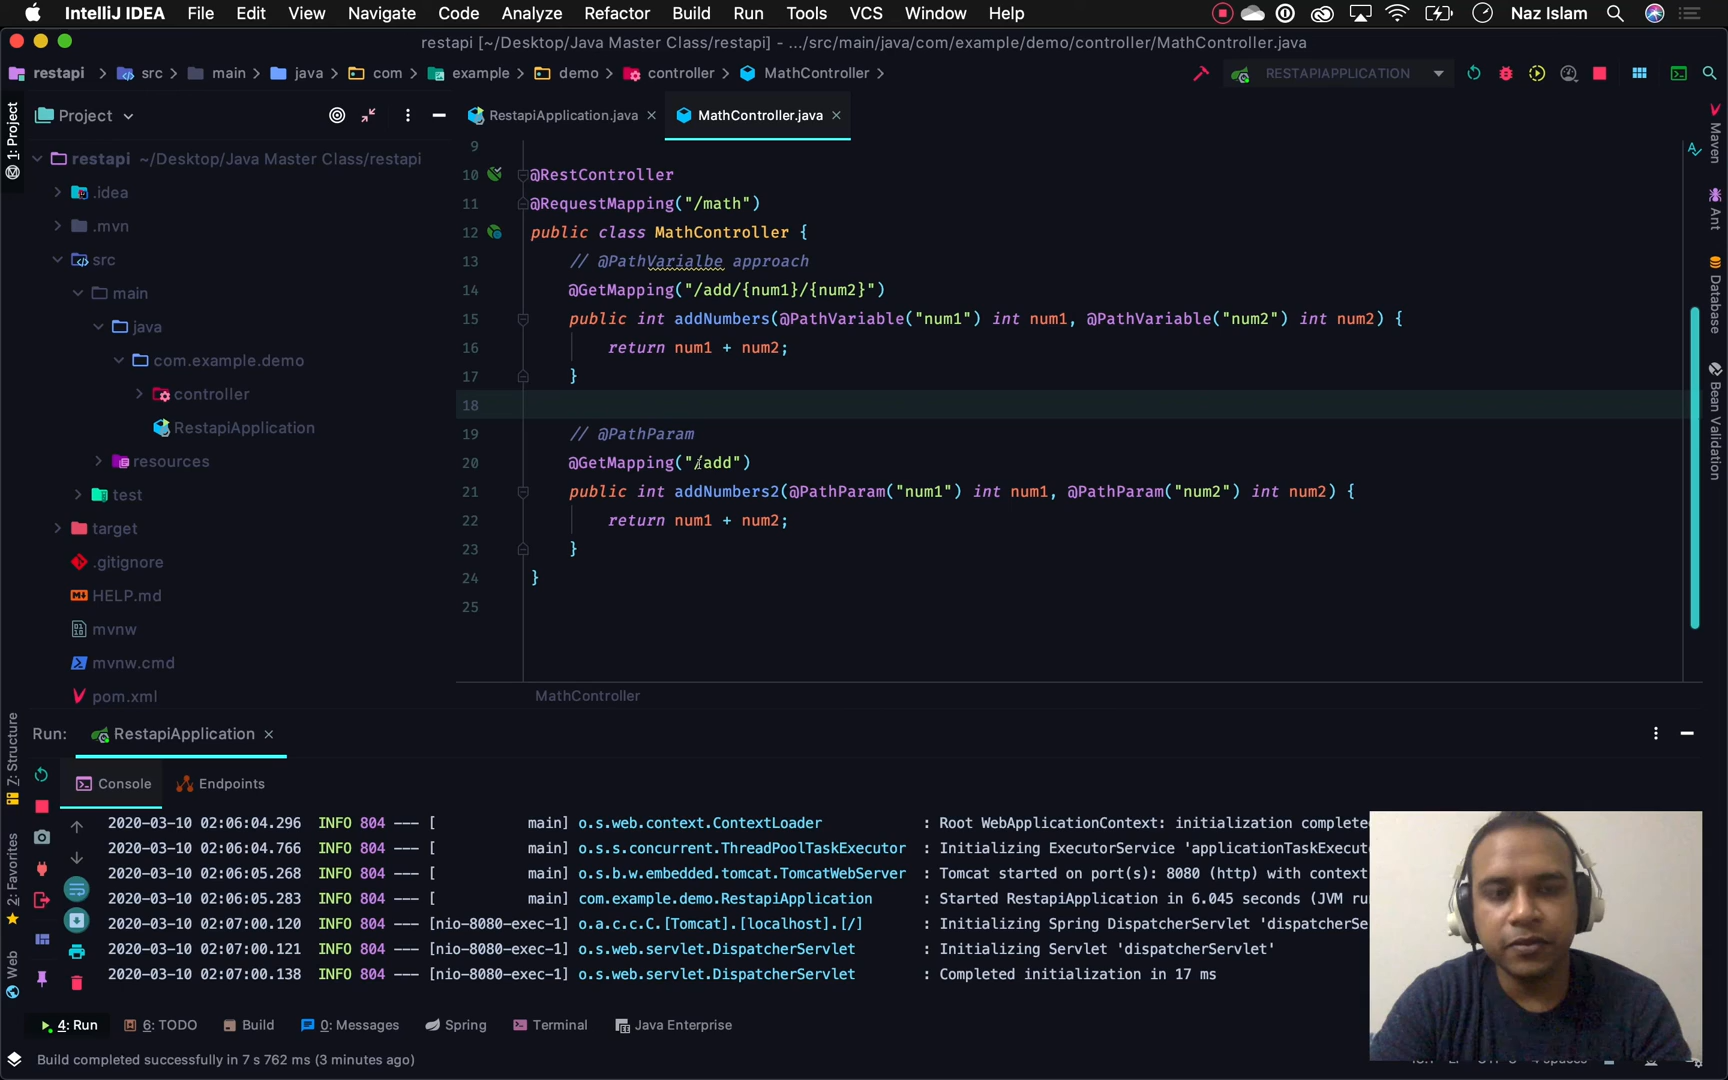 IntelliJ IDEA File Edit View Navigate Code Analyze Refactor Build Run Tools VCS Window Help Naz Islam
restapi [~/Desktop/Java Master Class/restapi] - .../src/main/java/com/example/demo/controller/MathController.java
restapi src main java com example demo controller MathController RESTAPIAPPLICATION
Project RestapiApplication.java MathController.java
1: Project
Maven
Ant
Database
Bean Validation
restapi ~/Desktop/Java Master Class/restapi
.idea
.mvn
src
main
java
com.example.demo
controller
RestapiApplication
resources
test
target
.gitignore
HELP.md
mvnw
mvnw.cmd
pom.xml
9
10 @RestController
11 @RequestMapping("/math")
12 public class MathController {
13 // @PathVarialbe approach
14 @GetMapping("/add/{num1}/{num2}")
15 public int addNumbers(@PathVariable("num1") int num1, @PathVariable("num2") int num2) {
16 return num1 + num2;
17 }
18
19 // @PathParam
20 @GetMapping("/add")
21 public int addNumbers2(@PathParam("num1") int num1, @PathParam("num2") int num2) {
22 return num1 + num2;
23 }
24 }
25
MathController
Z: Structure
2: Favorites
Web
Run: RestapiApplication
Console Endpoints
2020-03-10 02:06:04.296 INFO 804 --- [ main] o.s.web.context.ContextLoader : Root WebApplicationContext: initialization complete
2020-03-10 02:06:04.766 INFO 804 --- [ main] o.s.s.concurrent.ThreadPoolTaskExecutor : Initializing ExecutorService 'applicationTaskExecut
2020-03-10 02:06:05.268 INFO 804 --- [ main] o.s.b.w.embedded.tomcat.TomcatWebServer : Tomcat started on port(s): 8080 (http) with context
2020-03-10 02:06:05.283 INFO 804 --- [ main] com.example.demo.RestapiApplication : Started RestapiApplication in 6.045 seconds (JVM ru
2020-03-10 02:07:00.120 INFO 804 --- [nio-8080-exec-1] o.a.c.c.C.[Tomcat].[localhost].[/] : Initializing Spring DispatcherServlet 'dispatcherSe
2020-03-10 02:07:00.121 INFO 804 --- [nio-8080-exec-1] o.s.web.servlet.DispatcherServlet : Initializing Servlet 'dispatcherServlet'
2020-03-10 02:07:00.138 INFO 804 --- [nio-8080-exec-1] o.s.web.servlet.DispatcherServlet : Completed initialization in 17 ms
4: Run 6: TODO Build 0: Messages Spring Terminal Java Enterprise
Build completed successfully in 7 s 762 ms (3 minutes ago)